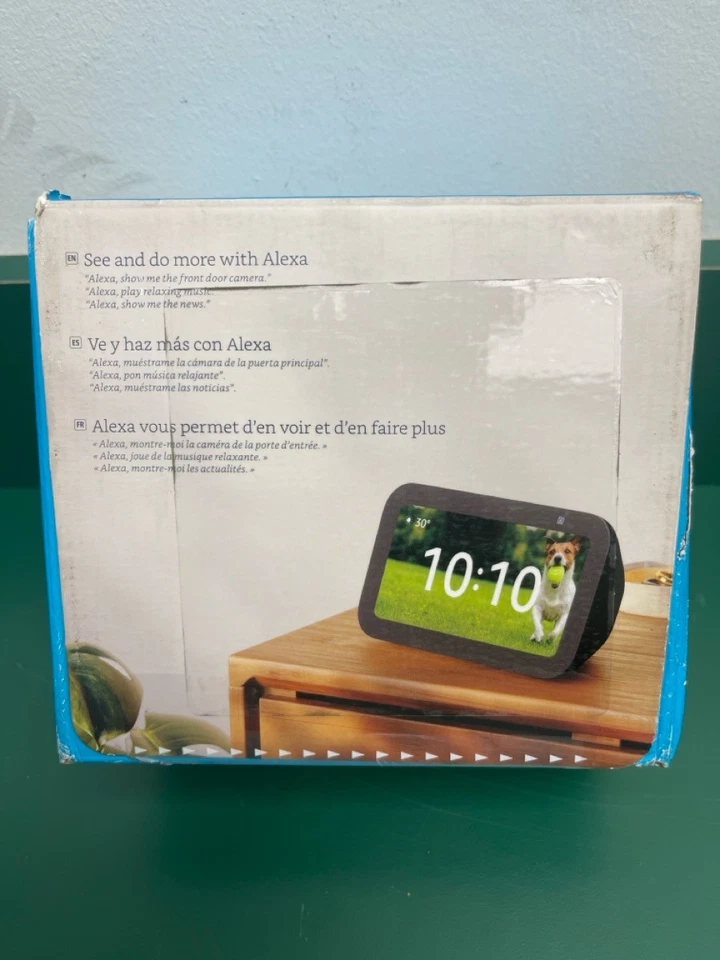 EN See and do more with Alexa
"Alexa, show me the front door camera."
"Alexa, play relaxing music."
"Alexa, show me the news."
ES Ve y haz más con Alexa
"Alexa, muéstrame la cámara de la puerta principal".
"Alexa, pon música relajante".
"Alexa, muéstrame las noticias".
FR Alexa vous permet d'en voir et d'en faire plus
« Alexa, montre-moi la caméra de la porte d'entrée. »
« Alexa, joue de la musique relaxante. »
« Alexa, montre-moi les actualités. »
30°
10:10